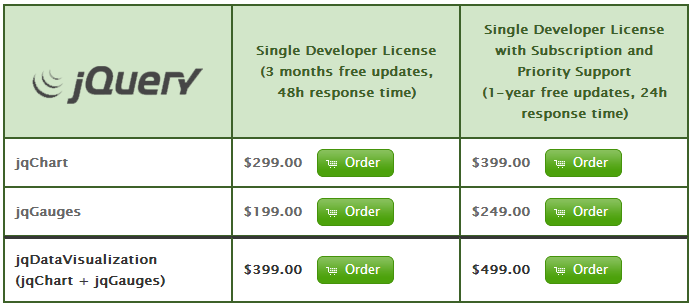 jQuery
Single Developer License
(3 months free updates,
48h response time)
Single Developer License
with Subscription and
Priority Support
(1-year free updates, 24h
response time)
jqChart
$299.00 Order
$399.00 Order
jqGauges
$199.00 Order
$249.00 Order
jqDataVisualization
(jqChart + jqGauges)
$399.00 Order
$499.00 Order